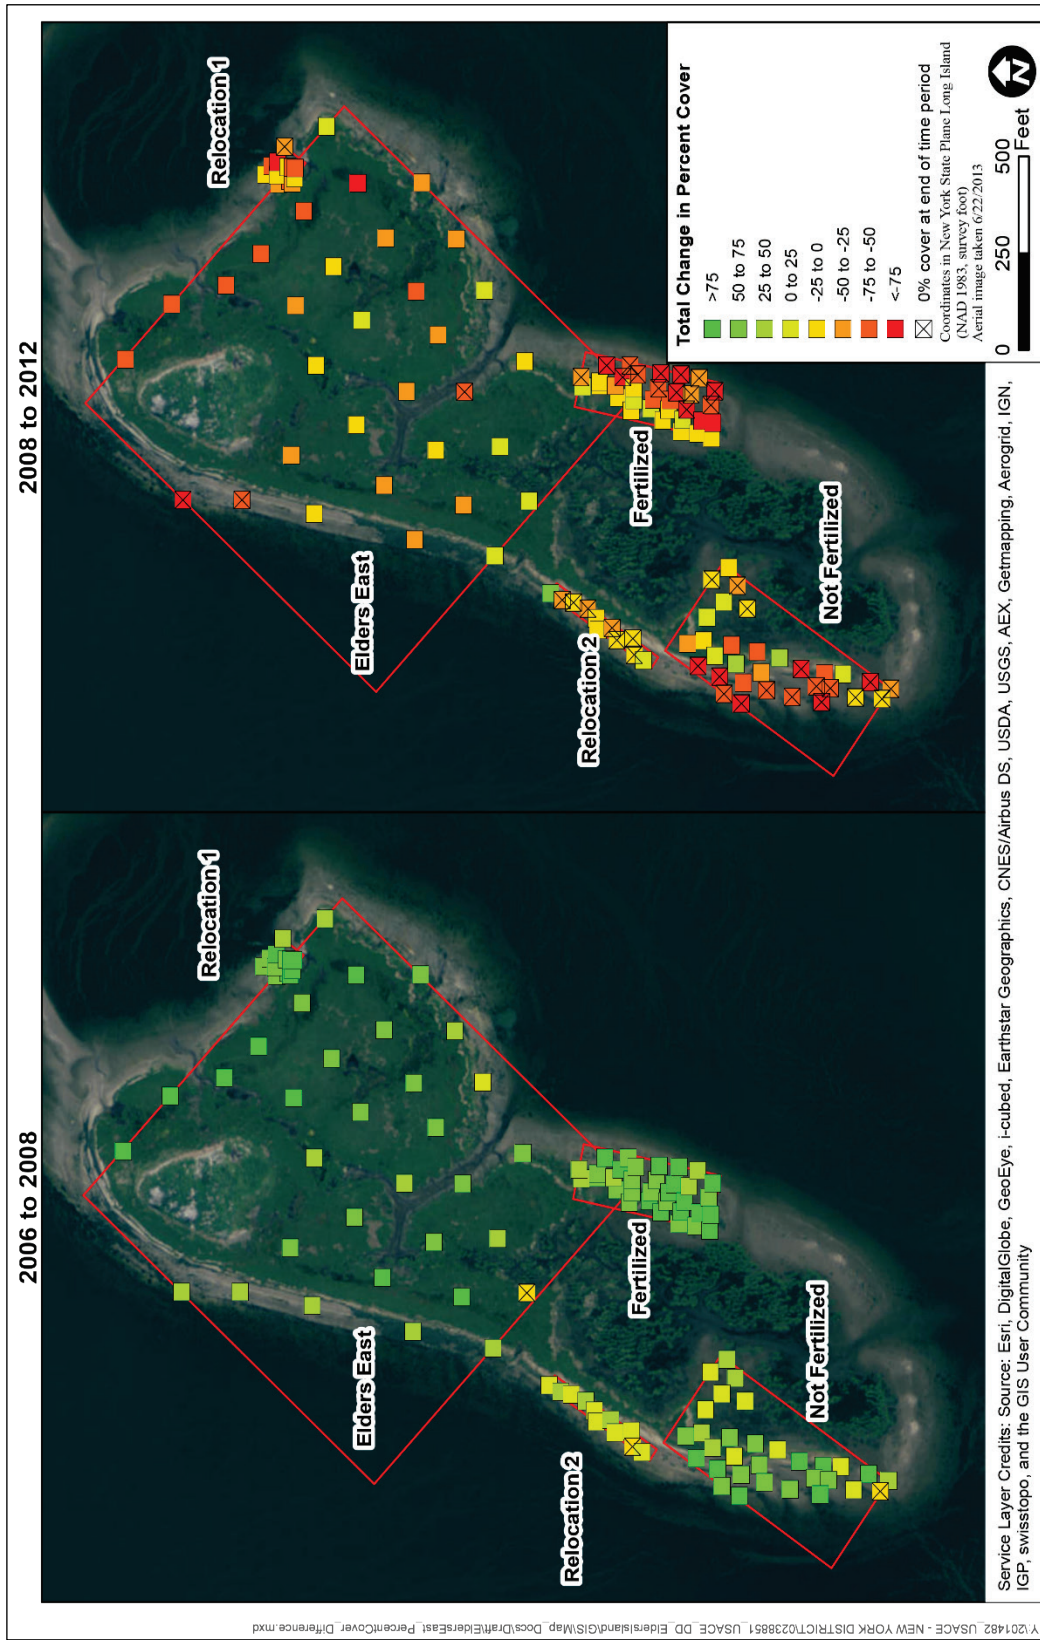 2006 to 2008
2008 to 2012
Relocation 1
Elders East
Relocation 2
Fertilized
Not Fertilized
Relocation 1
Elders East
Relocation 2
Fertilized
Not Fertilized
Total Change in Percent Cover
>75
50 to 75
25 to 50
0 to 25
-25 to 0
-50 to -25
-75 to -50
<-75
0% cover at end of time period
Coordinates in New York State Plane Long Island
(NAD 1983, survey foot)
Aerial image taken 6/22/2013
0 250 500
Feet
N
Service Layer Credits: Source: Esri, DigitalGlobe, GeoEye, i-cubed, Earthstar Geographics, CNES/Airbus DS, USDA, USGS, AEX, Getmapping, Aerogrid, IGN,
IGP, swisstopo, and the GIS User Community
Y:\201482_USACE - NEW YORK DISTRICT\0238851_USACE_DD_EldersIsland\GIS\Map_Docs\Draft\EldersEast_PercentCover_Difference.mxd